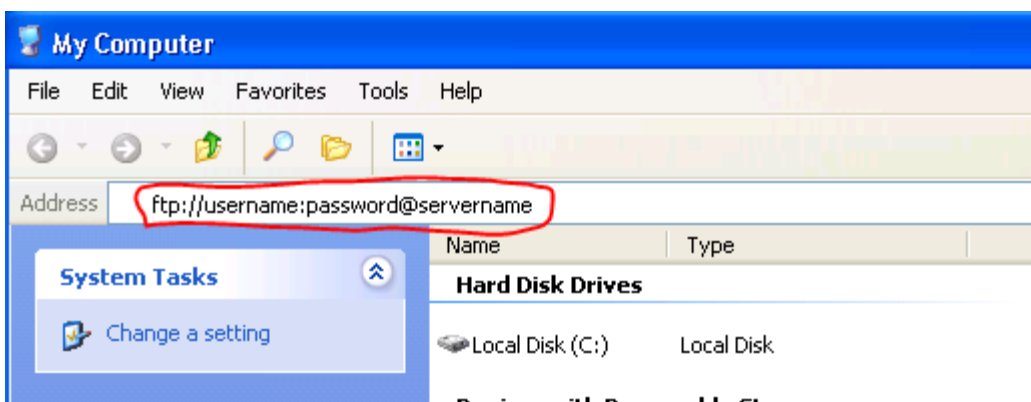 My Computer
File Edit View Favorites Tools Help
Address ftp://username:password@servername
Name Type
System Tasks
Hard Disk Drives
Change a setting
Local Disk (C:) Local Disk